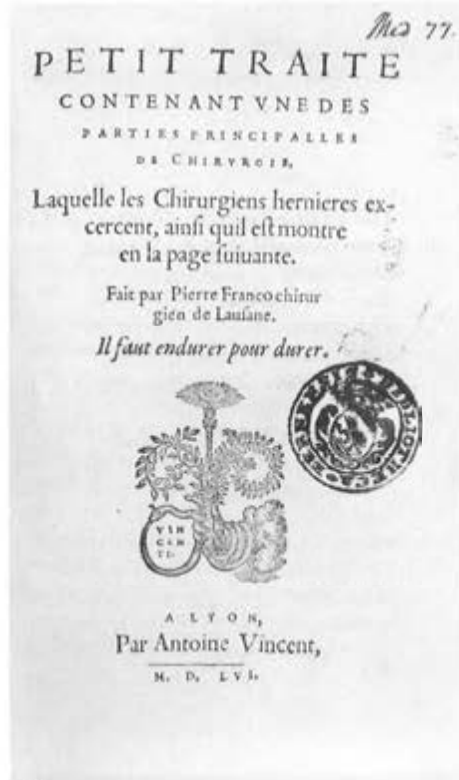 Med 77.
PETIT TRAITE
CONTENANT VNE DES
PARTIES PRINCIPALLES
DE CHIRVRGIE,
Laquelle les Chirurgiens hernieres ex-
cercent, ainsi quil est montre
en la page suiuante.
Fait par Pierre Franco chirur
gien de Lausane.
Il faut endurer pour durer.
VIN
CEN
TI.
A LYON,
Par Antoine Vincent,
M. D. LVI.